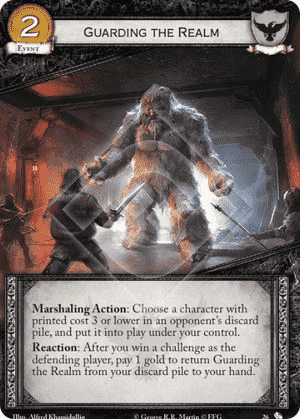 2
Guarding the Realm
Event
Marshaling Action: Choose a character with
printed cost 3 or lower in an opponent's discard
pile, and put it into play under your control.
Reaction: After you win a challenge as the
defending player, pay 1 gold to return Guarding
the Realm from your discard pile to your hand.
Illus. Alfred Khamidullin
© George R.R. Martin © FFG
26